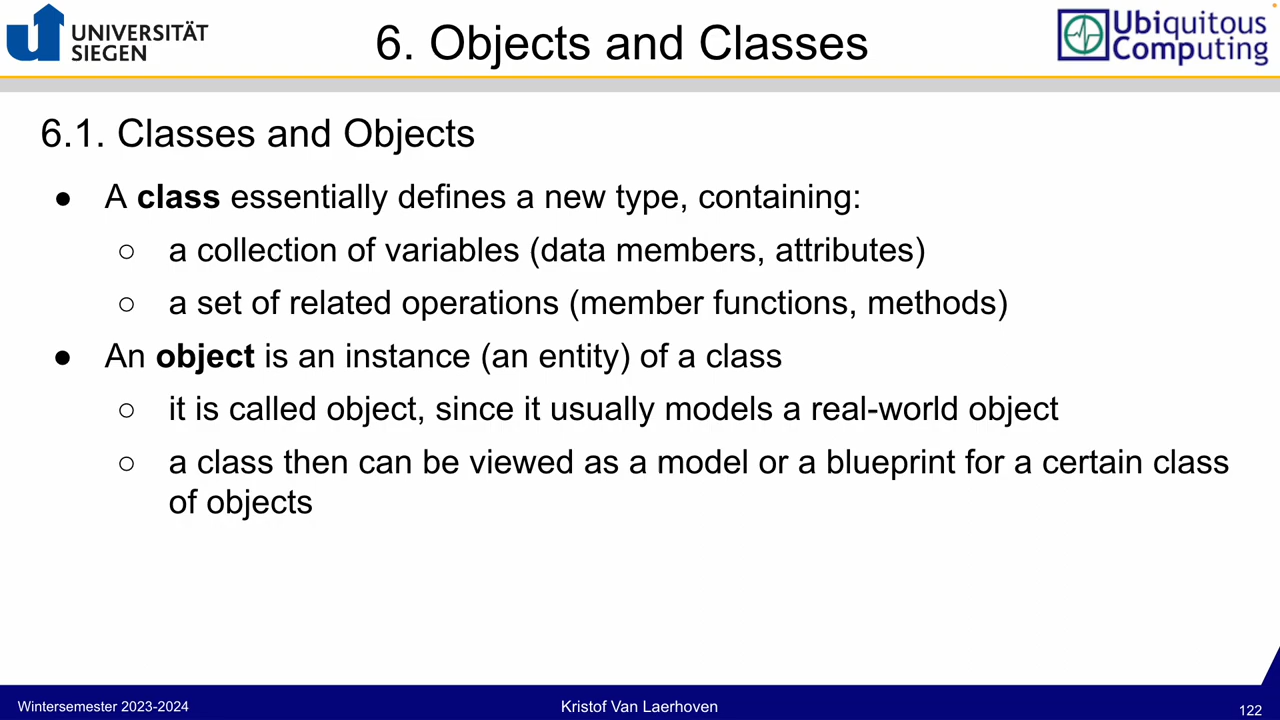 UNIVERSITÄT
SIEGEN
6. Objects and Classes
Ubiquitous
Computing
6.1. Classes and Objects
● A class essentially defines a new type, containing:
○ a collection of variables (data members, attributes)
○ a set of related operations (member functions, methods)
● An object is an instance (an entity) of a class
○ it is called object, since it usually models a real-world object
○ a class then can be viewed as a model or a blueprint for a certain class
of objects
Wintersemester 2023-2024
Kristof Van Laerhoven
122